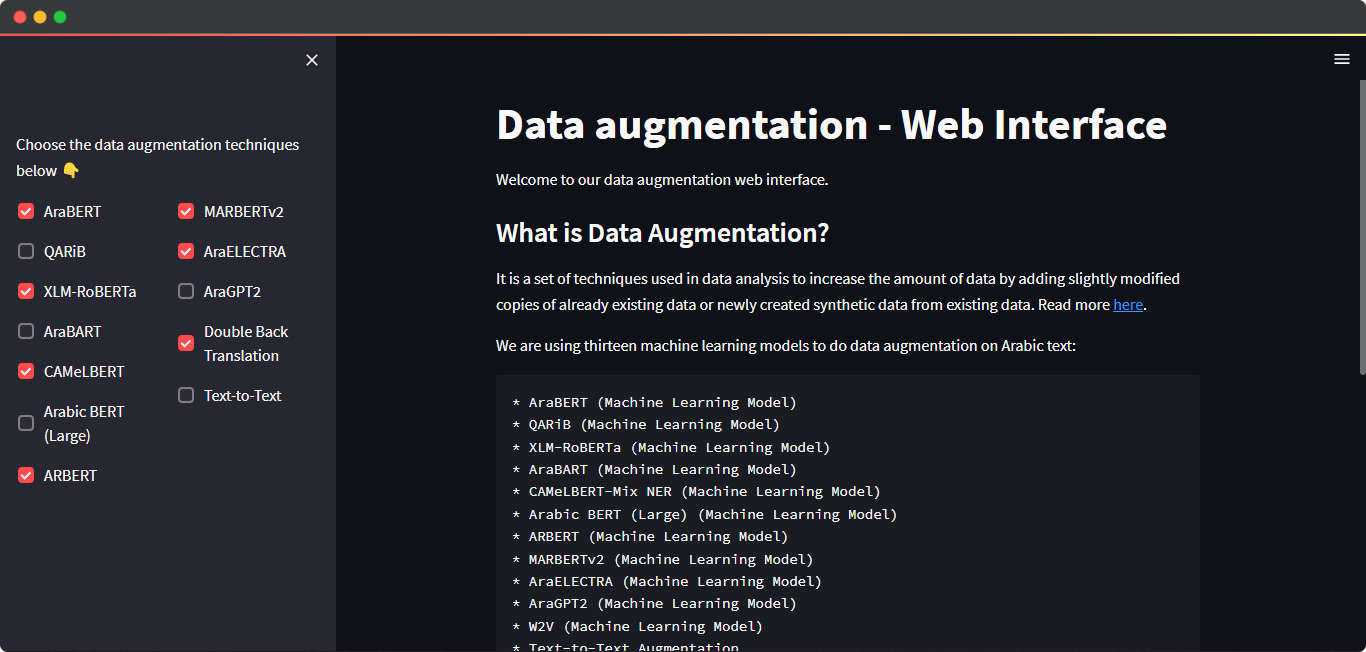 Choose the data augmentation techniques
below 👇
AraBERT
QARiB
XLM-RoBERTa
AraBART
CAMeLBERT
Arabic BERT
(Large)
ARBERT
MARBERTv2
AraELECTRA
AraGPT2
Double Back
Translation
Text-to-Text
Data augmentation - Web Interface
Welcome to our data augmentation web interface.
What is Data Augmentation?
It is a set of techniques used in data analysis to increase the amount of data by adding slightly modified
copies of already existing data or newly created synthetic data from existing data. Read more here.
We are using thirteen machine learning models to do data augmentation on Arabic text:
* AraBERT (Machine Learning Model)
* QARiB (Machine Learning Model)
* XLM-RoBERTa (Machine Learning Model)
* AraBART (Machine Learning Model)
* CAMeLBERT-Mix NER (Machine Learning Model)
* Arabic BERT (Large) (Machine Learning Model)
* ARBERT (Machine Learning Model)
* MARBERTv2 (Machine Learning Model)
* AraELECTRA (Machine Learning Model)
* AraGPT2 (Machine Learning Model)
* W2V (Machine Learning Model)
* Text-to-Text Augmentation